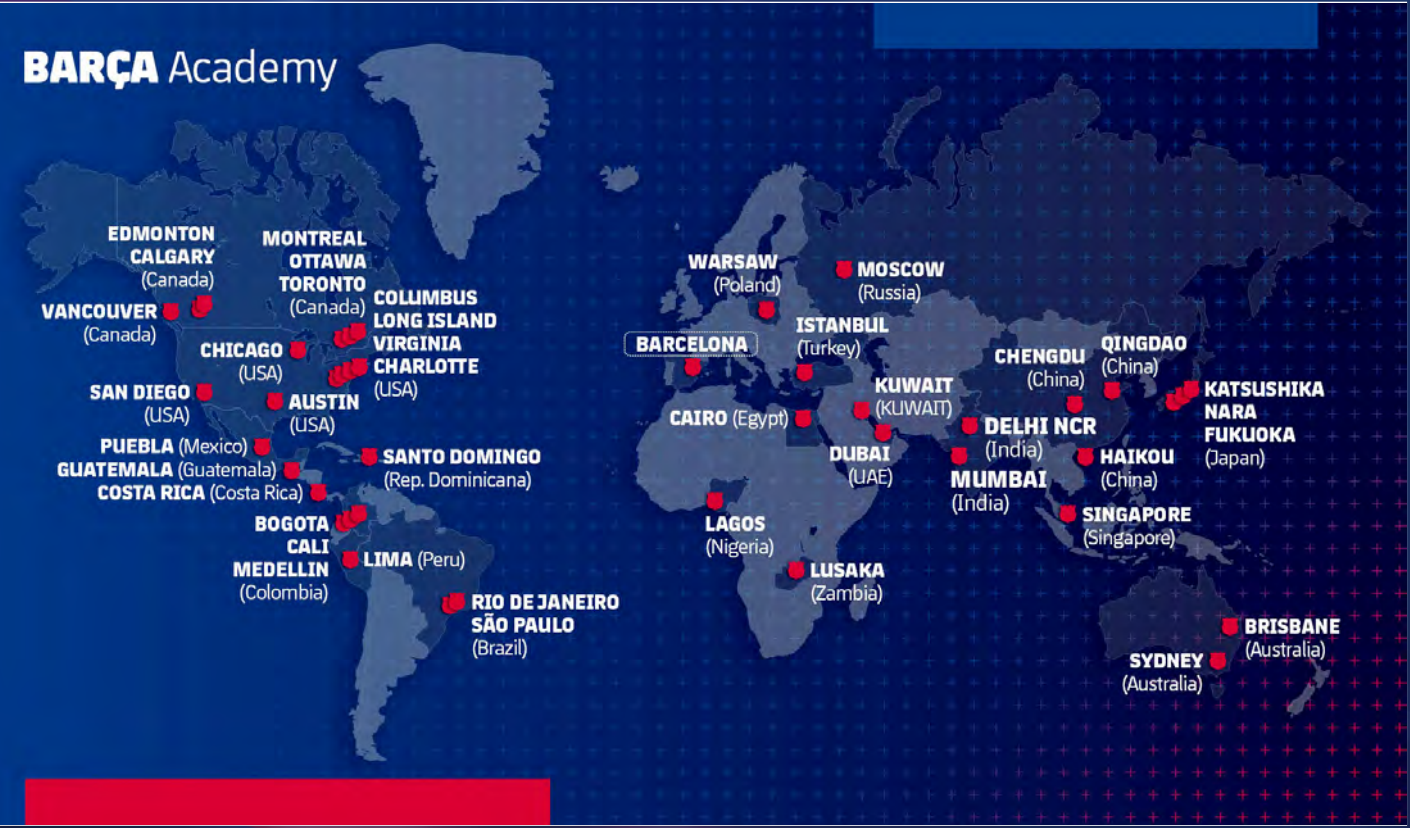 BARÇA Academy
EDMONTON
CALGARY
(Canada)
VANCOUVER
(Canada)
MONTREAL
OTTAWA
TORONTO
(Canada)
COLUMBUS
LONG ISLAND
VIRGINIA
CHARLOTTE
(USA)
CHICAGO
(USA)
SAN DIEGO
(USA)
AUSTIN
(USA)
PUEBLA (Mexico)
GUATEMALA (Guatemala)
COSTA RICA (Costa Rica)
SANTO DOMINGO
(Rep. Dominicana)
BOGOTA
CALI
MEDELLIN
(Colombia)
LIMA (Peru)
RIO DE JANEIRO
SÃO PAULO
(Brazil)
WARSAW
(Poland)
MOSCOW
(Russia)
BARCELONA
ISTANBUL
(Turkey)
CAIRO (Egypt)
KUWAIT
(KUWAIT)
DUBAI
(UAE)
LAGOS
(Nigeria)
LUSAKA
(Zambia)
CHENGDU
(China)
QINGDAO
(China)
KATSUSHIKA
NARA
FUKUOKA
(Japan)
DELHI NCR
(India)
MUMBAI
(India)
HAIKOU
(China)
SINGAPORE
(Singapore)
BRISBANE
(Australia)
SYDNEY
(Australia)